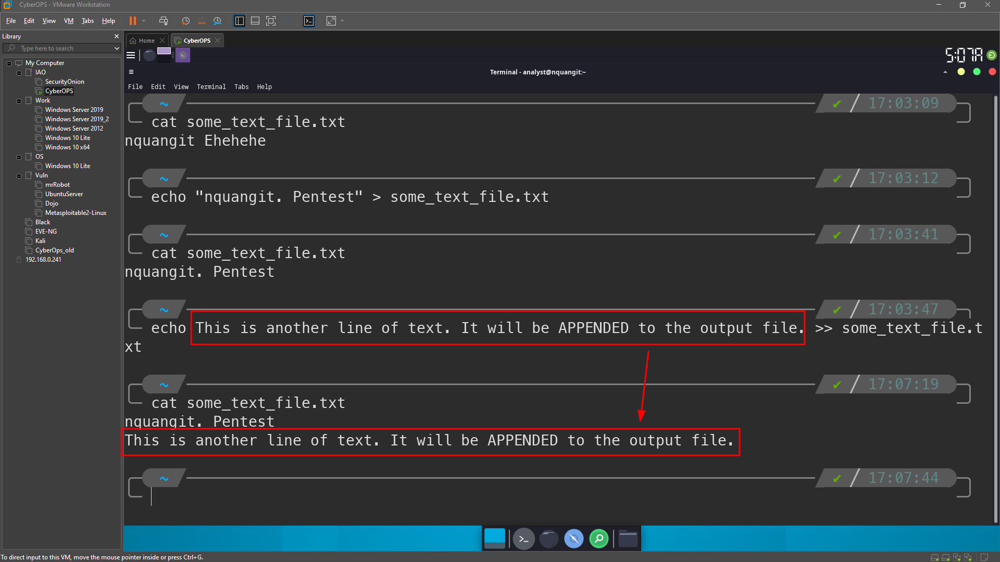 CyberOPS - VMware Workstation
File Edit View VM Tabs Help
Library
Type here to search
My Computer
IAO
SecurityOnion
CyberOPS
Work
Windows Server 2019
Windows Server 2019_2
Windows Server 2012
Windows 10 Lite
Windows 10 x64
OS
Windows 10 Lite
Vuln
mrRobot
UbuntuServer
Dojo
Metasploitable2-Linux
Black
EVE-NG
Kali
CyberOps_old
192.168.0.241
Home CyberOPS
5:07A
Terminal - analyst@nquangit:~
File Edit View Terminal Tabs Help
~ ✔ 17:03:09
cat some_text_file.txt
nquangit Ehehehe
~ ✔ 17:03:12
echo "nquangit. Pentest" > some_text_file.txt
~ ✔ 17:03:41
cat some_text_file.txt
nquangit. Pentest
~ ✔ 17:03:47
echo This is another line of text. It will be APPENDED to the output file. >> some_text_file.t
xt
~ ✔ 17:07:19
cat some_text_file.txt
nquangit. Pentest
This is another line of text. It will be APPENDED to the output file.
~ ✔ 17:07:44
To direct input to this VM, move the mouse pointer inside or press Ctrl+G.